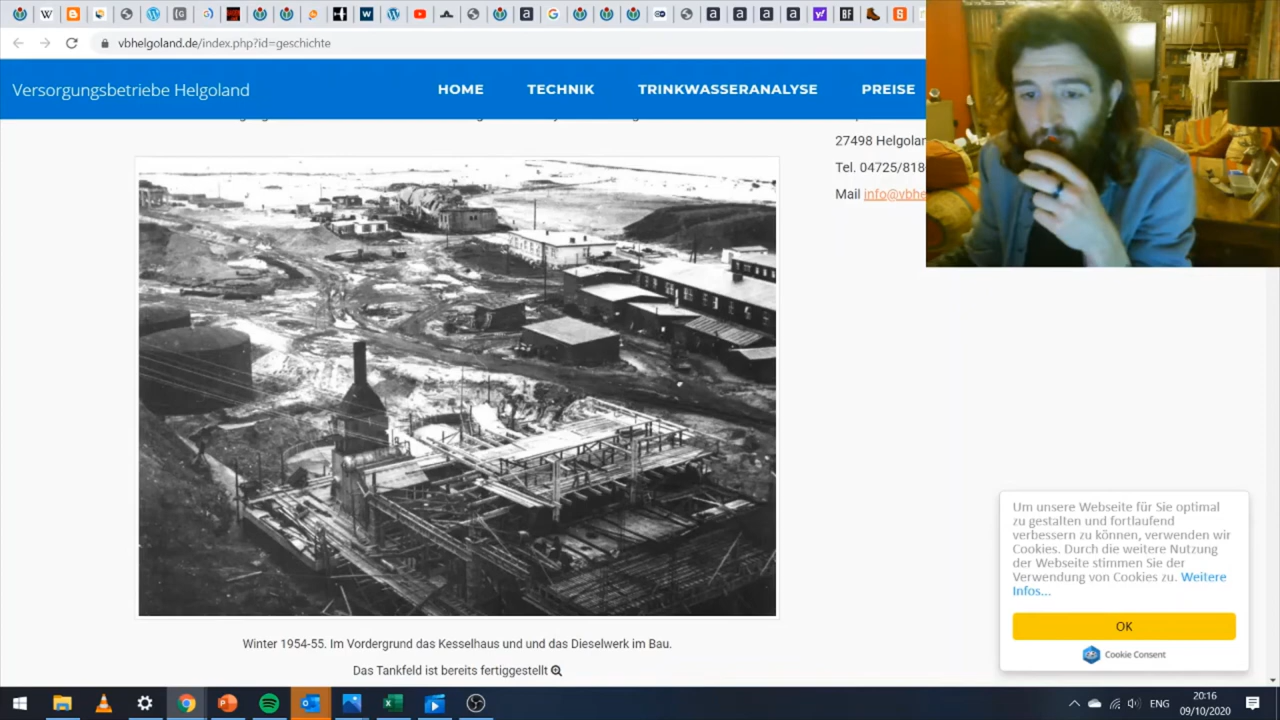 vbhelgoland.de/index.php?id=geschichte
Versorgungsbetriebe Helgoland
HOME
TECHNIK
TRINKWASSERANALYSE
PREISE
27498 Helgolan
Tel. 04725/818
Mail info@vbhe
Winter 1954-55. Im Vordergrund das Kesselhaus und und das Dieselwerk im Bau.
Das Tankfeld ist bereits fertiggestellt
Um unsere Webseite für Sie optimal
zu gestalten und fortlaufend
verbessern zu können, verwenden wir
Cookies. Durch die weitere Nutzung
der Webseite stimmen Sie der
Verwendung von Cookies zu. Weitere
Infos...
OK
Cookie Consent
ENG
20:16
09/10/2020